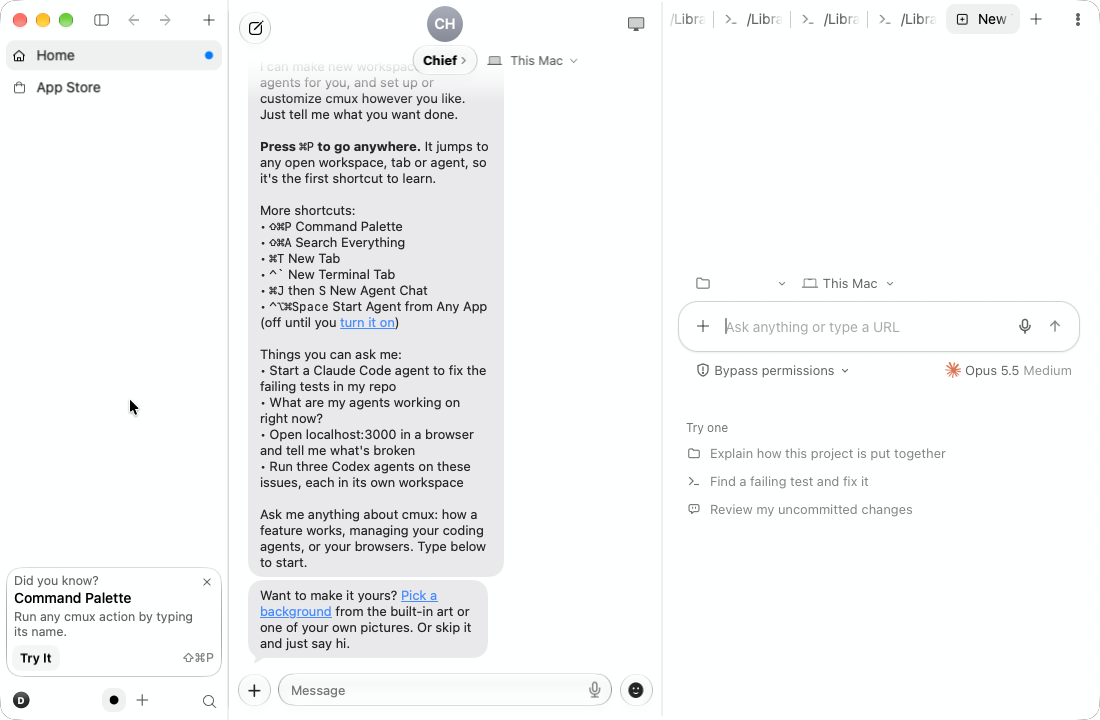 Home
App Store
Did you know?
Command Palette
Run any cmux action by typing
its name.
Try It
⇧⌘P
D
CH
Chief
This Mac
I can make new workspac
agents for you, and set up or
customize cmux however you like.
Just tell me what you want done.
Press ⌘P to go anywhere. It jumps to
any open workspace, tab or agent, so
it's the first shortcut to learn.
More shortcuts:
• ⇧⌘P Command Palette
• ⇧⌘A Search Everything
• ⌘T New Tab
• ^` New Terminal Tab
• ⌘J then S New Agent Chat
• ^⌥⌘Space Start Agent from Any App
(off until you turn it on)
Things you can ask me:
• Start a Claude Code agent to fix the
failing tests in my repo
• What are my agents working on
right now?
• Open localhost:3000 in a browser
and tell me what's broken
• Run three Codex agents on these
issues, each in its own workspace
Ask me anything about cmux: how a
feature works, managing your coding
agents, or your browsers. Type below
to start.
Want to make it yours? Pick a
background from the built-in art or
one of your own pictures. Or skip it
and just say hi.
Message
/Libra
/Libra
/Libra
/Libra
New
This Mac
Ask anything or type a URL
Bypass permissions
Opus 5.5 Medium
Try one
Explain how this project is put together
Find a failing test and fix it
Review my uncommitted changes